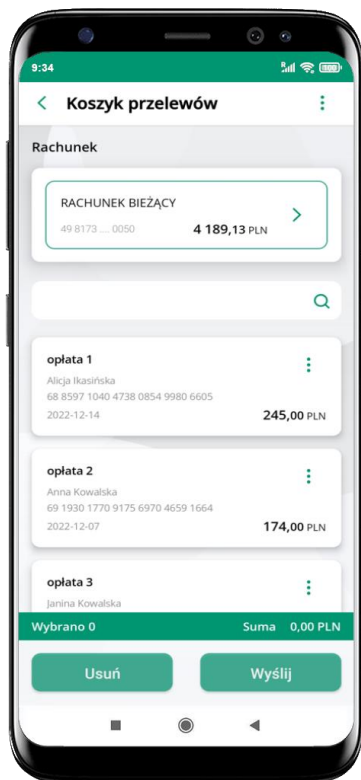 9:34
Koszyk przelewów
Rachunek
RACHUNEK BIEŻĄCY
49 8173 .... 0050 4 189,13 PLN
opłata 1
Alicja Ikasińska
68 8597 1040 4738 0854 9980 6605
2022-12-14 245,00 PLN
opłata 2
Anna Kowalska
69 1930 1770 9175 6970 4659 1664
2022-12-07 174,00 PLN
opłata 3
Janina Kowalska
Wybrano 0 Suma 0,00 PLN
Usuń Wyślij